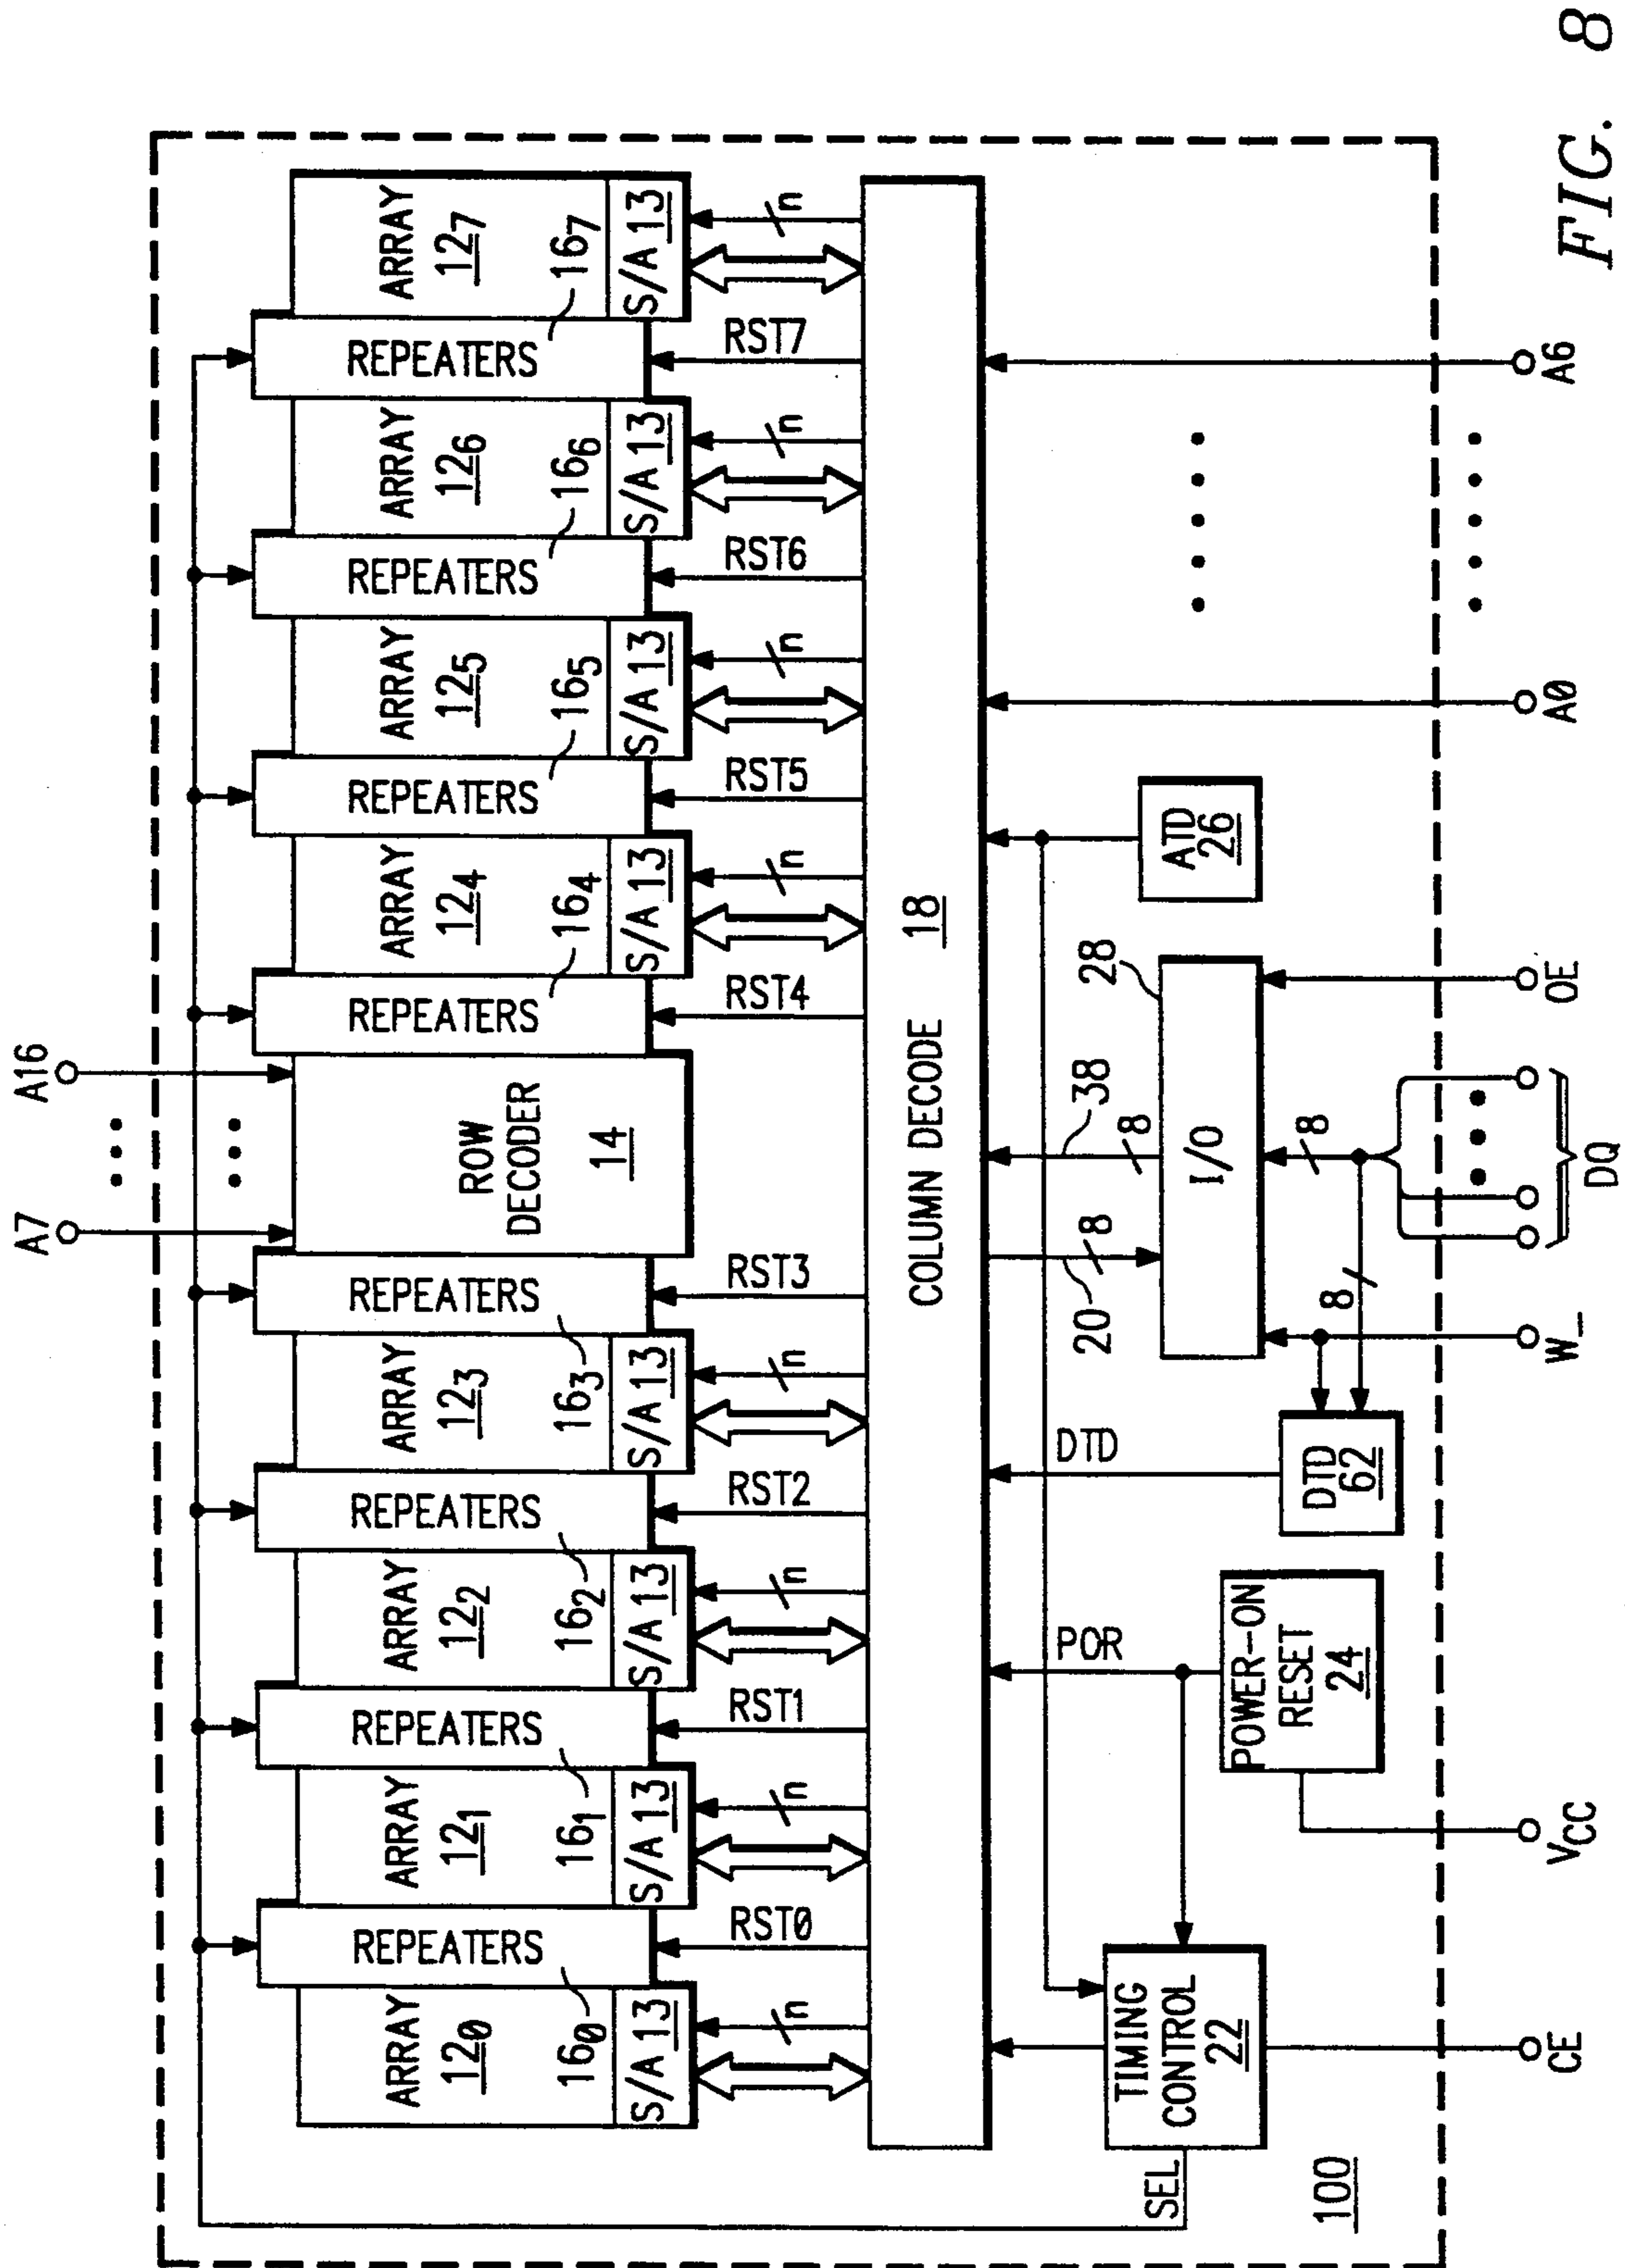 A7
A16
ARRAY
12₀
REPEATERS
16₀
ARRAY
12₁
REPEATERS
16₁
ARRAY
12₂
REPEATERS
16₂
ARRAY
12₃
REPEATERS
16₃
ROW
DECODER
14
REPEATERS
16₄
ARRAY
12₄
REPEATERS
16₅
ARRAY
12₅
REPEATERS
16₆
ARRAY
12₆
REPEATERS
16₇
ARRAY
12₇
S/A 13
S/A 13
S/A 13
S/A 13
S/A 13
S/A 13
S/A 13
S/A 13
n
RST0
n
RST1
n
RST2
n
RST3
RST4
n
RST5
n
RST6
n
RST7
n
COLUMN DECODE 18
SEL
TIMING
CONTROL
22
POR
POWER-ON
RESET
24
DTD
DTD
62
20
8
38
8
28
I/O
8
8
ATD
26
100
CE
VCC
W_
DQ
OE
A0
A6
FIG. 8